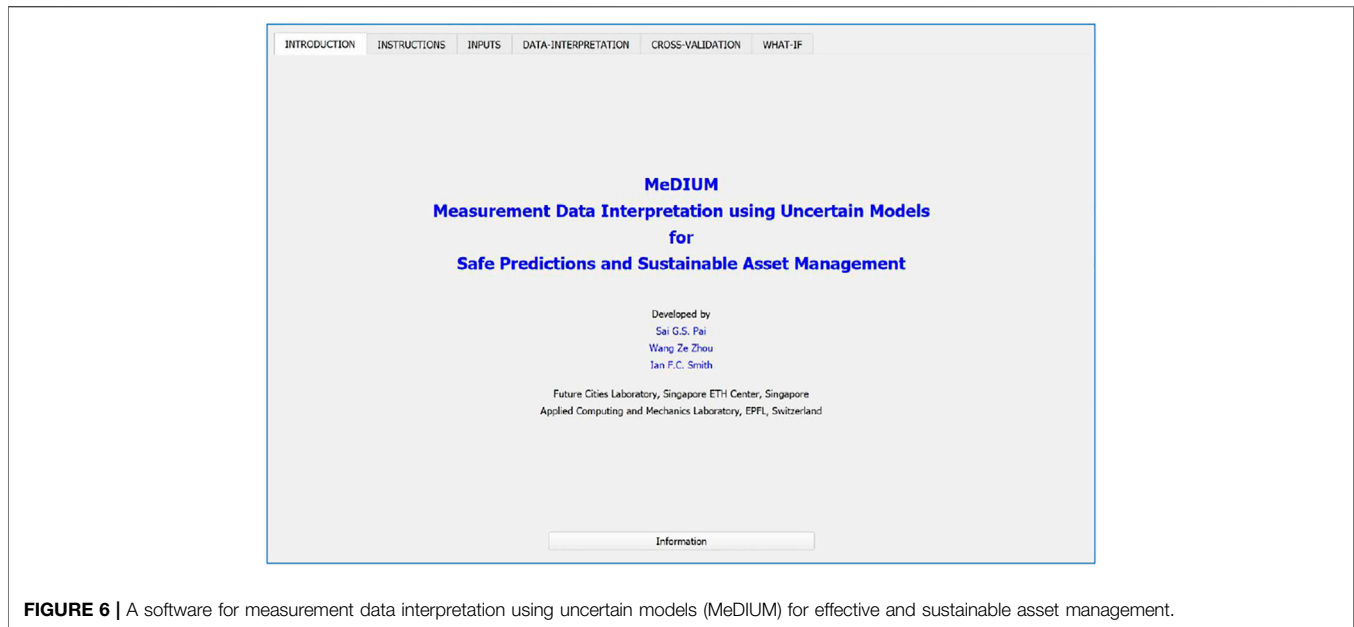 INTRODUCTION INSTRUCTIONS INPUTS DATA-INTERPRETATION CROSS-VALIDATION WHAT-IF
MeDIUM
Measurement Data Interpretation using Uncertain Models
for
Safe Predictions and Sustainable Asset Management
Developed by
Sai G.S. Pai
Wang Ze Zhou
Ian F.C. Smith
Future Cities Laboratory, Singapore ETH Center, Singapore
Applied Computing and Mechanics Laboratory, EPFL, Switzerland
Information
FIGURE 6 | A software for measurement data interpretation using uncertain models (MeDIUM) for effective and sustainable asset management.